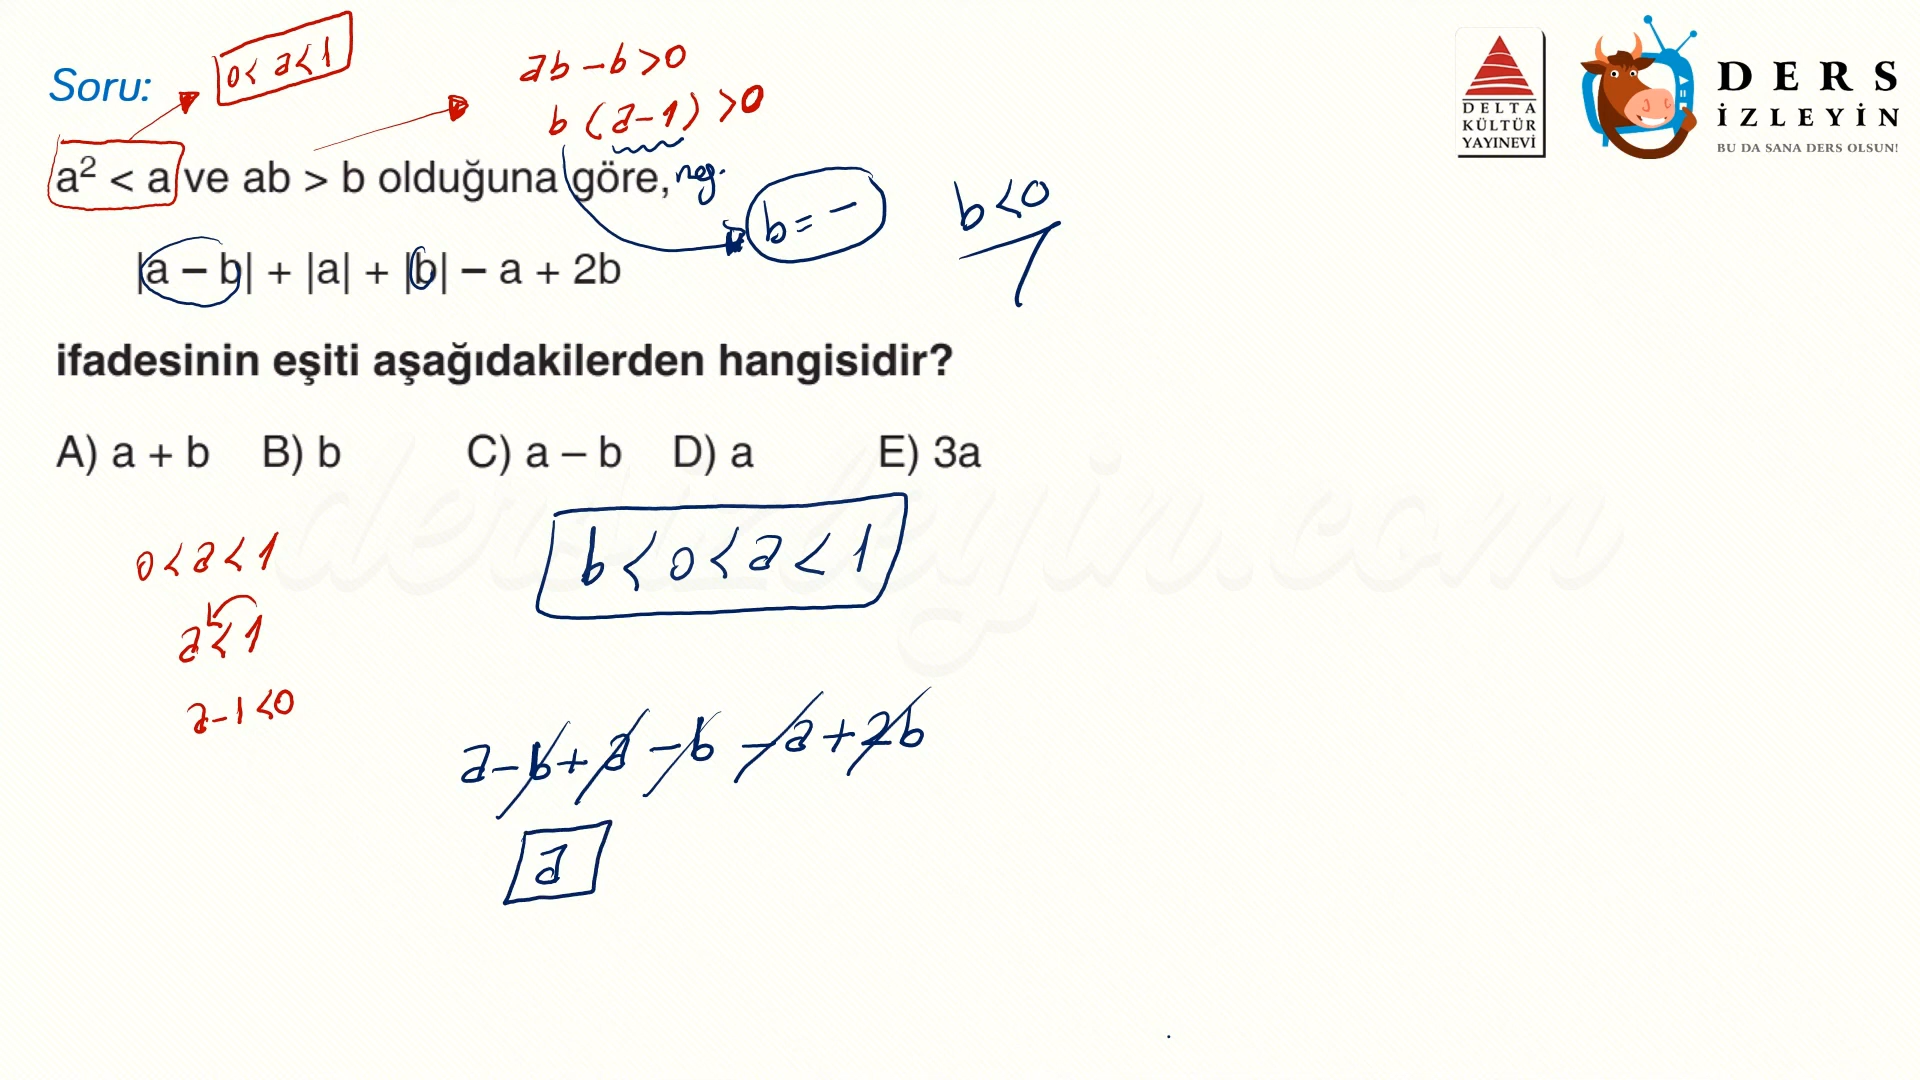 Soru:
0 < a < 1
ab - b > 0
b (a - 1) > 0
a² < a ve ab > b olduğuna göre,
neg.
b = -
b < 0
|a – b| + |a| + |b| – a + 2b
ifadesinin eşiti aşağıdakilerden hangisidir?
A) a + b B) b C) a – b D) a E) 3a
0 < a < 1
a < 1
a - 1 < 0
b < 0 < a < 1
a - b + a - b - a + 2b
a
DELTA
KÜLTÜR
YAYINEVİ
DERS
İZLEYİN
BU DA SANA DERS OLSUN!
dersizleyin.com